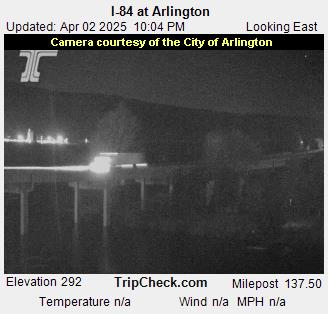 I-84 at Arlington
Updated: Apr 02 2025 10:04 PM Looking East
Camera courtesy of the City of Arlington
Elevation 292 TripCheck.com Milepost 137.50
Temperature n/a Wind n/a MPH n/a